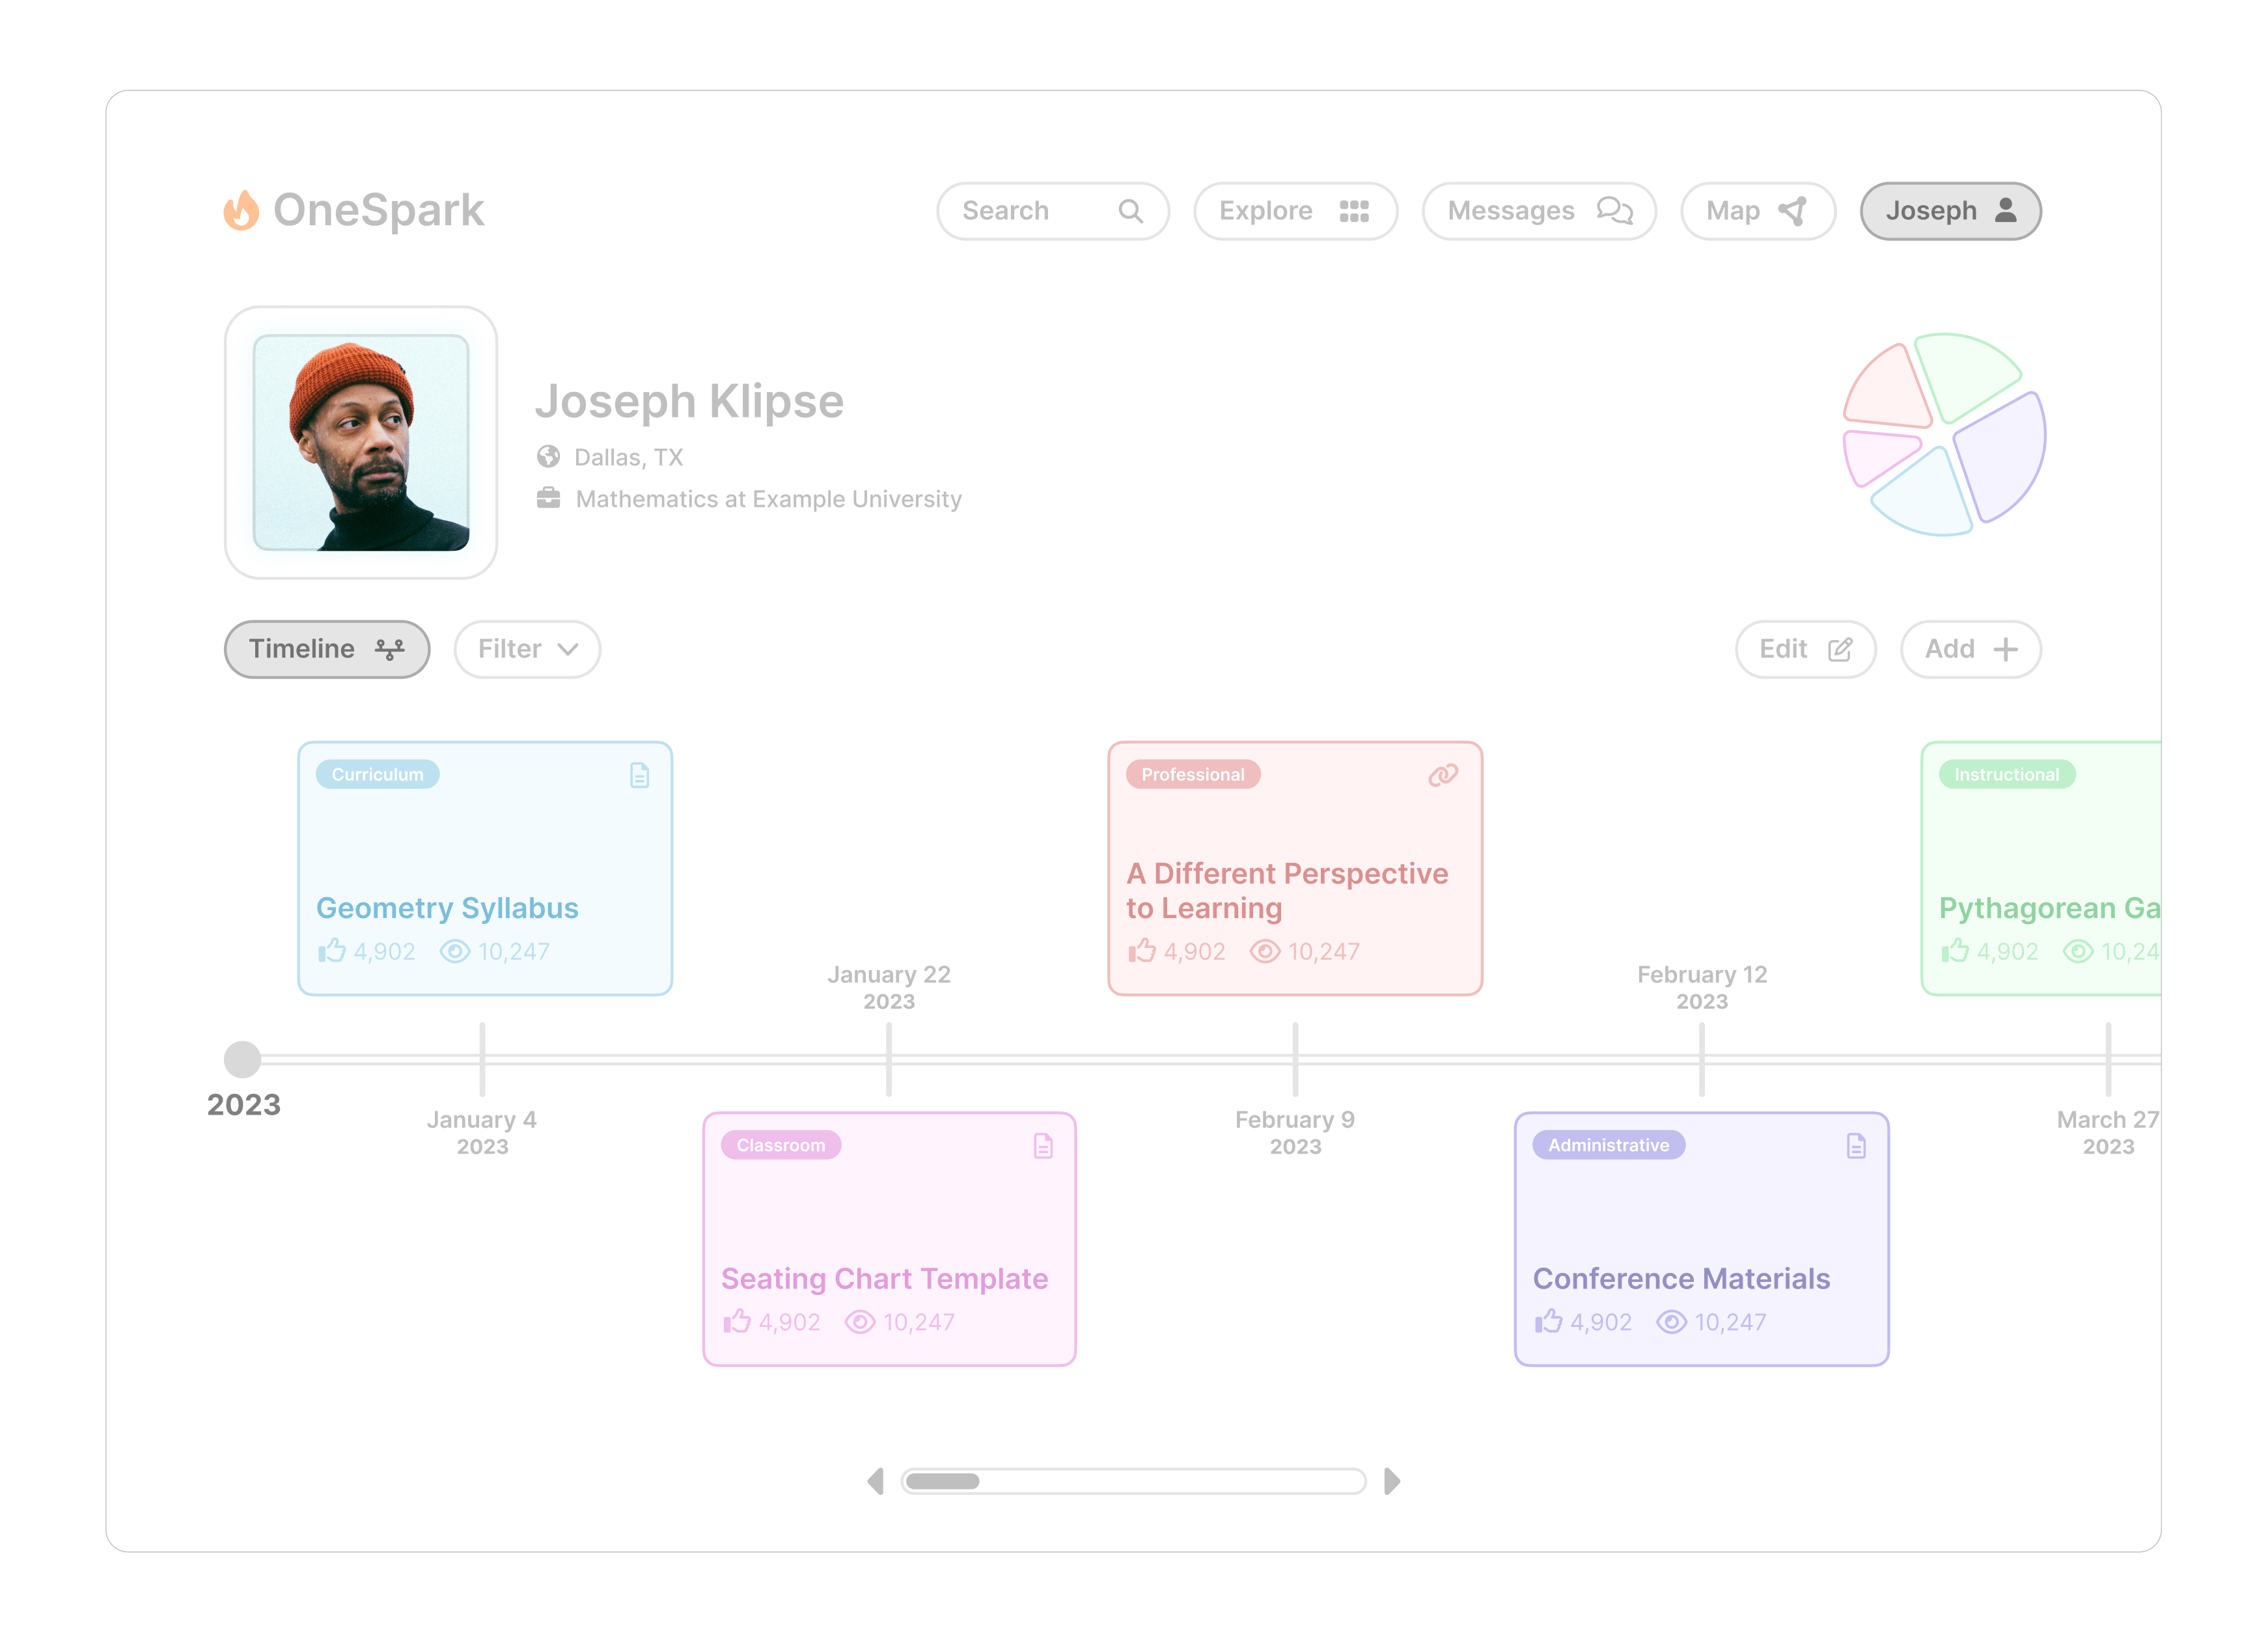 OneSpark
Search
Explore
Messages
Map
Joseph
Joseph Klipse
Dallas, TX
Mathematics at Example University
Timeline
Filter
Edit
Add
Curriculum
Geometry Syllabus
4,902 10,247
Professional
A Different Perspective
to Learning
4,902 10,247
Instructional
Pythagorean Ga
4,902 10,24
January 22
2023
February 12
2023
2023
January 4
2023
February 9
2023
March 27
2023
Classroom
Seating Chart Template
4,902 10,247
Administrative
Conference Materials
4,902 10,247